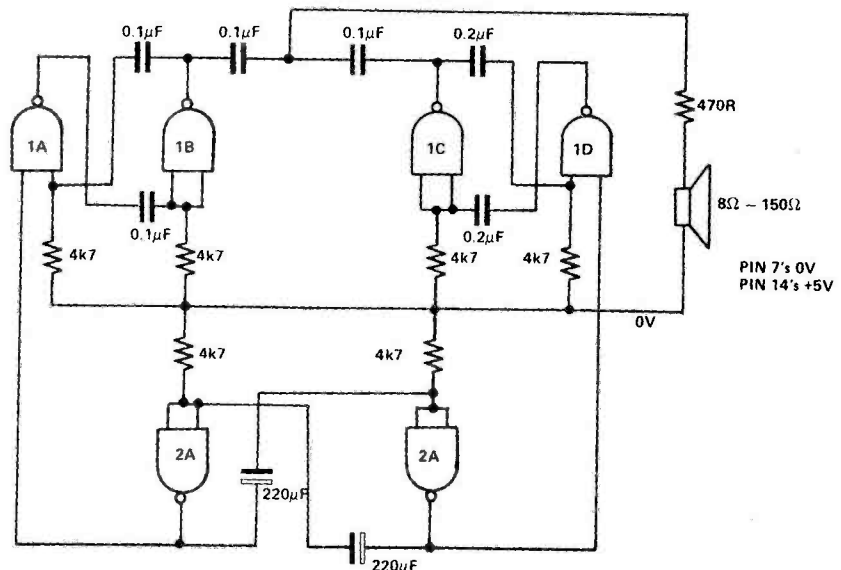 0.1μF 0.1μF 0.1μF 0.2μF
470R
1A 1B 1C 1D
8Ω ~ 150Ω
0.1μF 0.2μF
4k7 4k7 4k7 4k7
PIN 7's 0V
PIN 14's +5V
0V
4k7 4k7
2A 2A
220μF
220μF